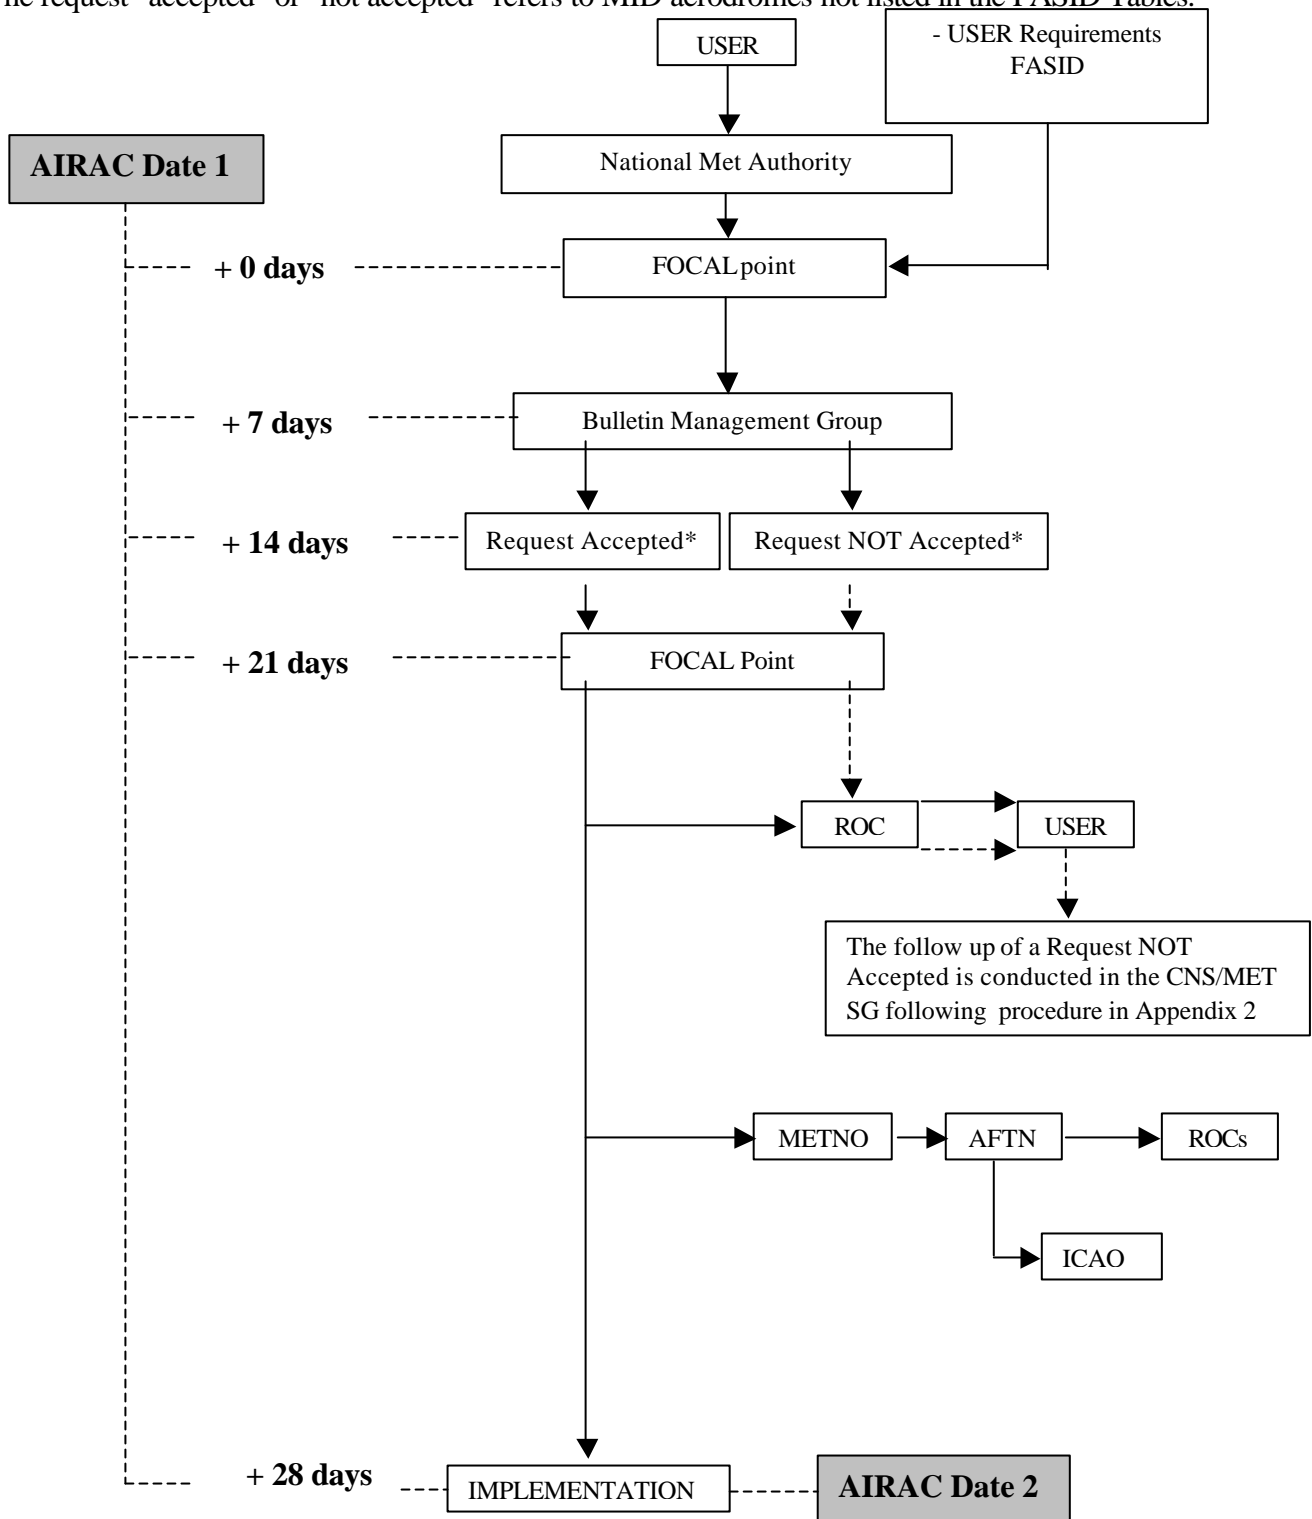 request "accepted" or "not accepted" refers to MID aerodromes not listed in the FASID Tables.
USER
- USER Requirements
FASID
AIRAC Date 1
National Met Authority
+ 0 days
FOCAL point
+ 7 days
Bulletin Management Group
+ 14 days
Request Accepted*
Request NOT Accepted*
+ 21 days
FOCAL Point
ROC
USER
The follow up of a Request NOT
Accepted is conducted in the CNS/MET
SG following procedure in Appendix 2
METNO
AFTN
ROCs
ICAO
+ 28 days
IMPLEMENTATION
AIRAC Date 2